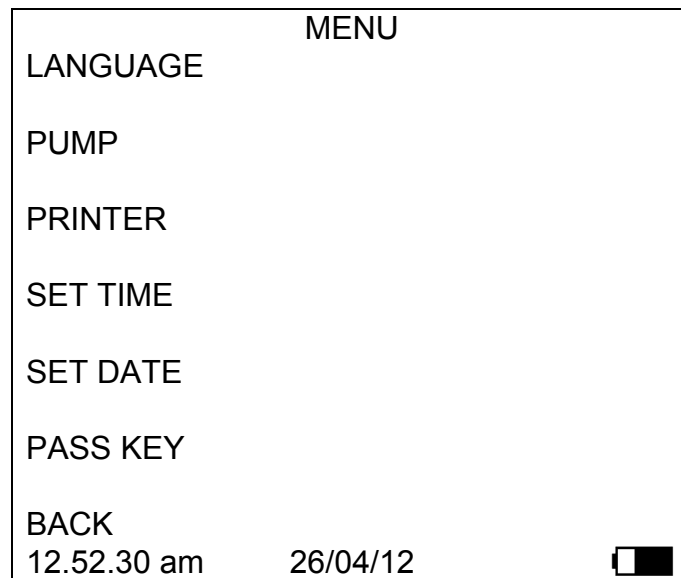 MENU
LANGUAGE
PUMP
PRINTER
SET TIME
SET DATE
PASS KEY
BACK
12.52.30 am 26/04/12